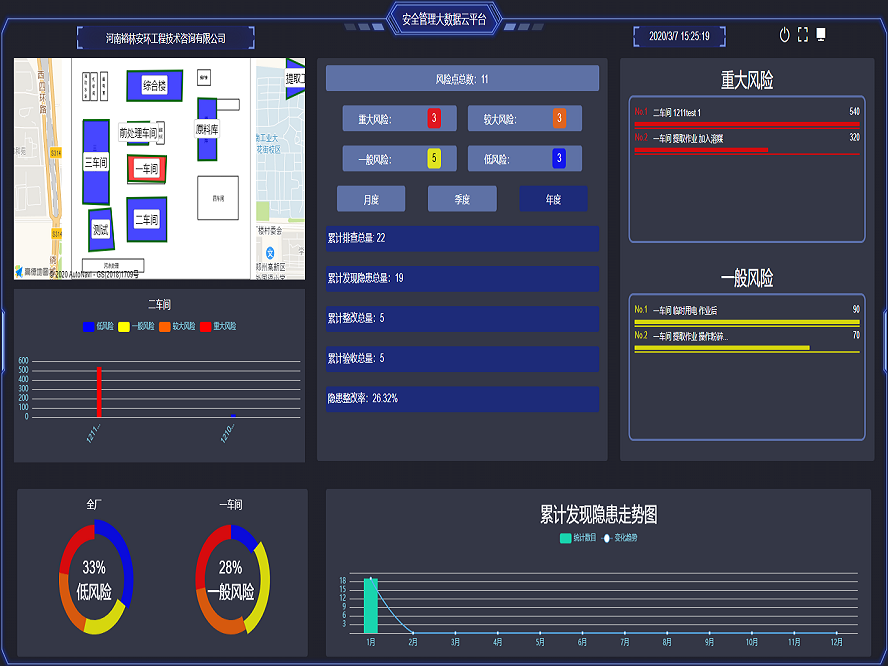 安全管理大数据云平台
河南裕林安环工程技术咨询有限公司
2020/3/7 15:25:19
西四环路
S314
S314
综合楼
前处理车间
原料库
三车间
一车间
二车间
测试
提取工
四车间
楼村委会
郑州高新区
高德地图
© 2020 AutoNavi - GS(2018)1709号
二车间
低风险 一般风险 较大风险 重大风险
600
500
400
300
200
100
0
1211...
1210...
风险点总数: 11
重大风险: 3
较大风险: 3
一般风险: 5
低风险: 3
月度
季度
年度
累计排查总量: 22
累计发现隐患总量: 19
累计整改总量: 5
累计验收总量: 5
隐患整改率: 26.32%
重大风险
No.1 二车间 1211test 1 540
No.2 一车间 提取作业 加入溶媒 320
一般风险
No.1 一车间 临时用电 作业后 90
No.2 一车间 提取作业 操作粉碎... 70
全厂
33%
低风险
一车间
28%
一般风险
累计发现隐患走势图
统计数目 变化趋势
18
15
12
9
6
3
1月 2月 3月 4月 5月 6月 7月 8月 9月 10月 11月 12月